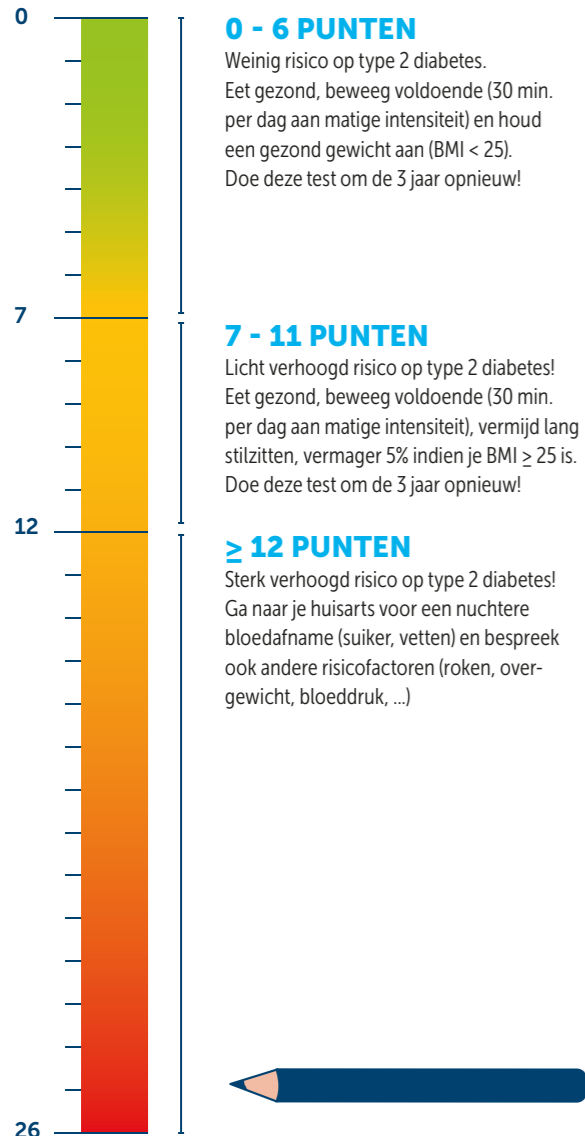 0
0 - 6 PUNTEN
Weinig risico op type 2 diabetes.
Eet gezond, beweeg voldoende (30 min.
per dag aan matige intensiteit) en houd
een gezond gewicht aan (BMI < 25).
Doe deze test om de 3 jaar opnieuw!
7
7 - 11 PUNTEN
Licht verhoogd risico op type 2 diabetes!
Eet gezond, beweeg voldoende (30 min.
per dag aan matige intensiteit), vermijd lang
stilzitten, vermager 5% indien je BMI ≥ 25 is.
Doe deze test om de 3 jaar opnieuw!
12
≥ 12 PUNTEN
Sterk verhoogd risico op type 2 diabetes!
Ga naar je huisarts voor een nuchtere
bloedafname (suiker, vetten) en bespreek
ook andere risicofactoren (roken, over-
gewicht, bloeddruk, ...)
26